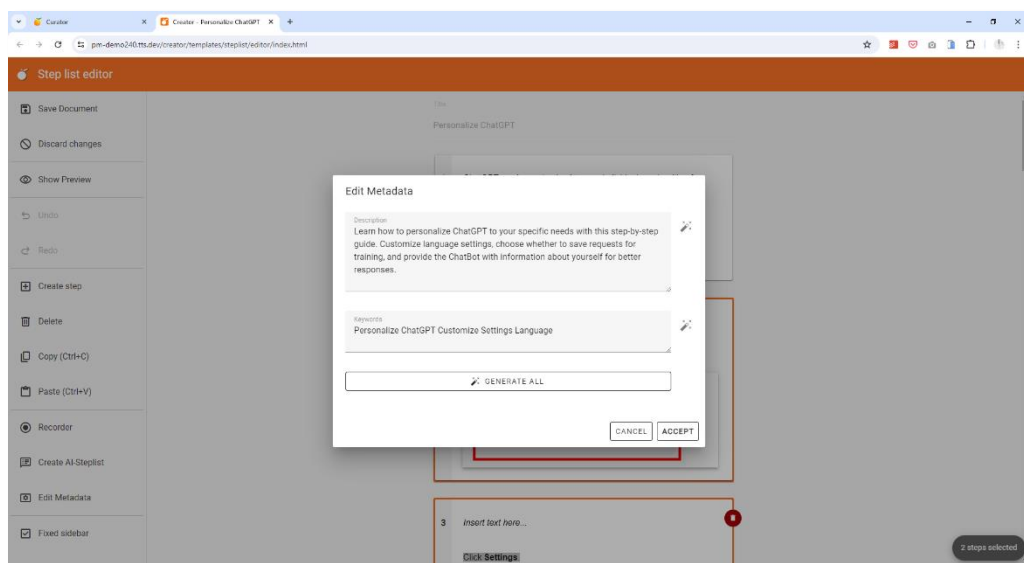 Curator
Creator - Personalize ChatGPT
pm-demo240.tts.dev/creator/templates/steplist/editor/index.html
Step list editor
Save Document
Discard changes
Show Preview
Undo
Redo
Create step
Delete
Copy (Ctrl+C)
Paste (Ctrl+V)
Recorder
Create AI-Steplist
Edit Metadata
Fixed sidebar
Title
Personalize ChatGPT
Edit Metadata
Description
Learn how to personalize ChatGPT to your specific needs with this step-by-step
guide. Customize language settings, choose whether to save requests for
training, and provide the ChatBot with information about yourself for better
responses.
Keywords
Personalize ChatGPT Customize Settings Language
GENERATE ALL
CANCEL
ACCEPT
3 Insert text here...
Click Settings
2 steps selected